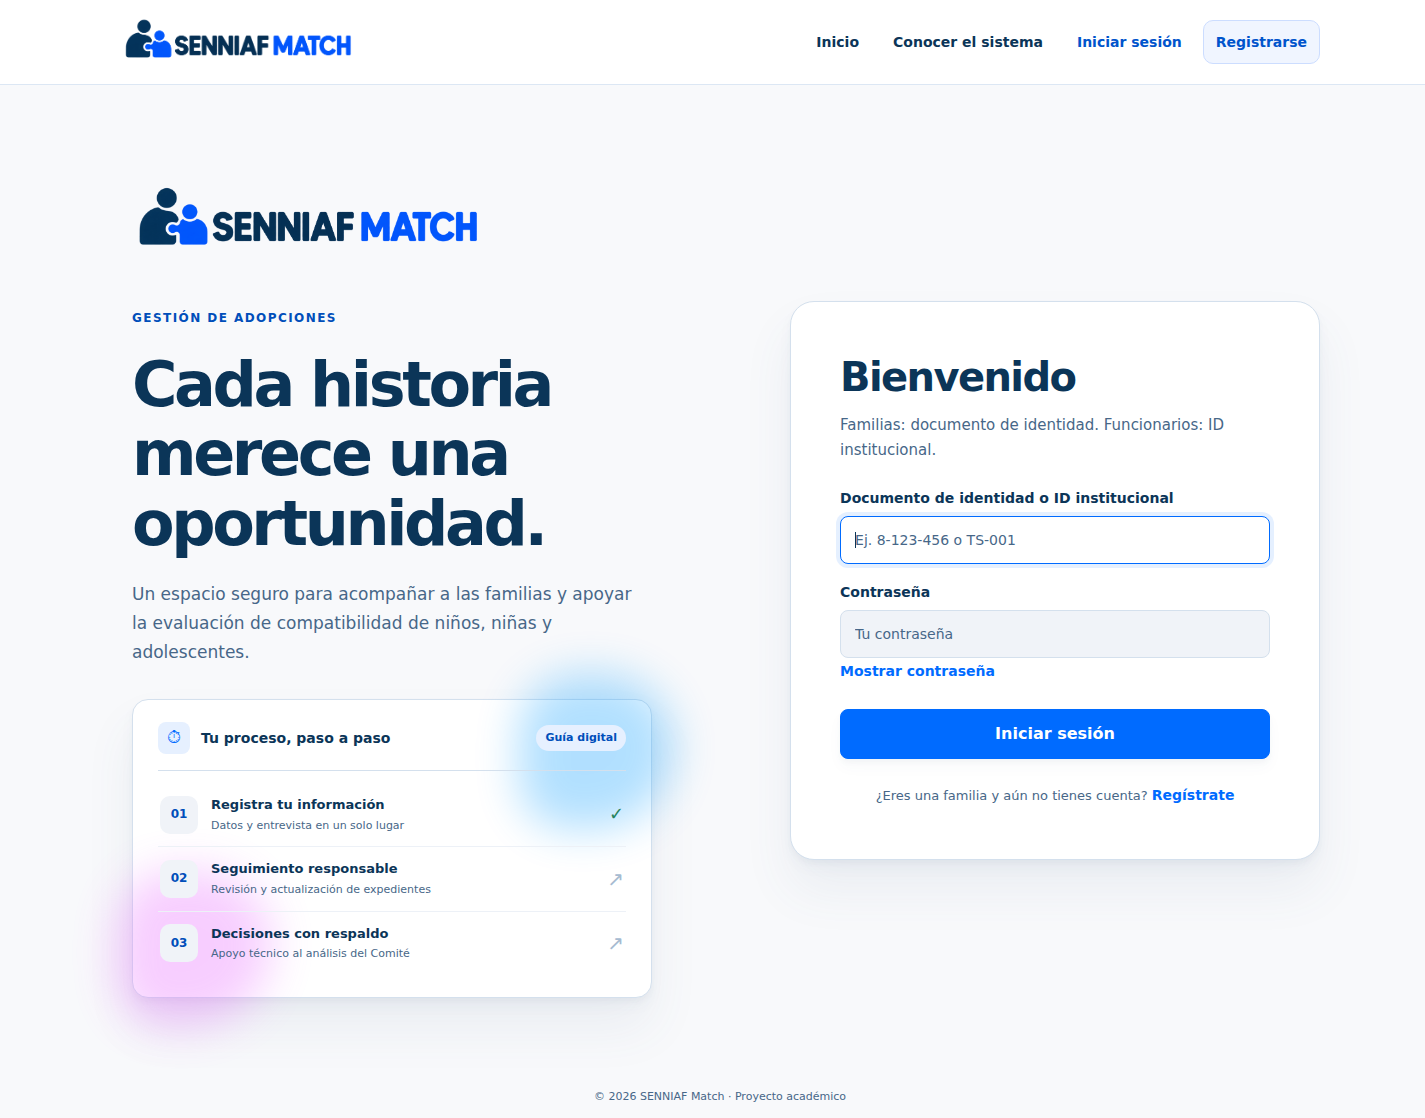 SENNIAF MATCH
Inicio
Conocer el sistema
Iniciar sesión
Registrarse
SENNIAF MATCH
GESTIÓN DE ADOPCIONES
Cada historia
merece una
oportunidad.
Un espacio seguro para acompañar a las familias y apoyar
la evaluación de compatibilidad de niños, niñas y
adolescentes.
Tu proceso, paso a paso
Guía digital
01
Registra tu información
Datos y entrevista en un solo lugar
✓
02
Seguimiento responsable
Revisión y actualización de expedientes
↗
03
Decisiones con respaldo
Apoyo técnico al análisis del Comité
↗
Bienvenido
Familias: documento de identidad. Funcionarios: ID
institucional.
Documento de identidad o ID institucional
Ej. 8-123-456 o TS-001
Contraseña
Tu contraseña
Mostrar contraseña
Iniciar sesión
¿Eres una familia y aún no tienes cuenta? Regístrate
© 2026 SENNIAF Match · Proyecto académico